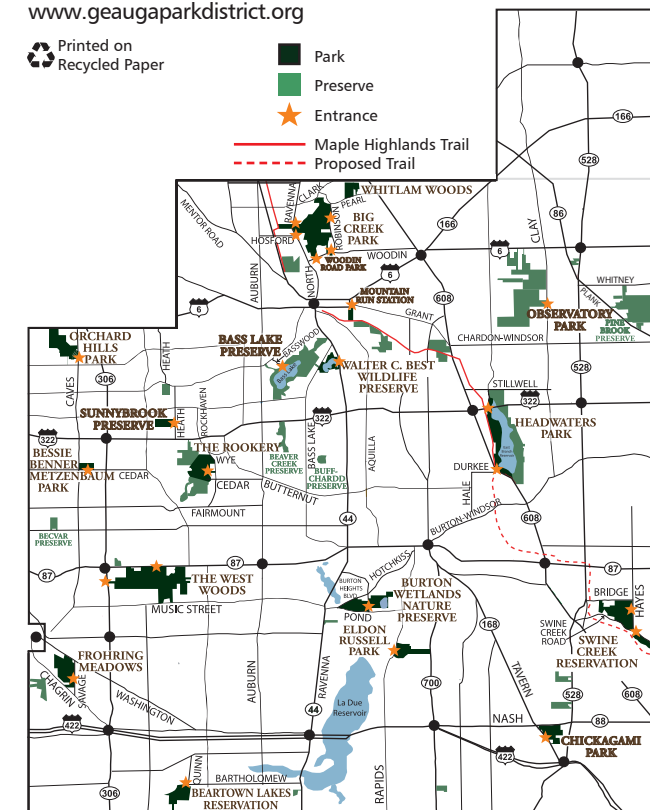 www.geaugaparkdistrict.org
Printed on
Recycled Paper
Park
Preserve
Entrance
Maple Highlands Trail
Proposed Trail
166
528
MENTOR ROAD
RAVENNA
CLARK
PEARL
WHITLAM WOODS
BIG
CREEK
PARK
ROBINSON
HOSFORD
WOODIN
ROAD PARK
WOODIN
166
86
CLAY
6
6
AUBURN
NORTH
MOUNTAIN
RUN STATION
608
GRANT
WHITNEY
PLANK
OBSERVATORY
PARK
PINE
BROOK
PRESERVE
CHARDON-WINDSOR
6
ORCHARD
HILLS
PARK
HEATH
BASS LAKE
PRESERVE
BASSWOOD
Bass Lake
WALTER C. BEST
WILDLIFE
PRESERVE
528
CAVES
306
STILLWELL
322
SUNNYBROOK
PRESERVE
HEATH
ROCKHAVEN
322
HEADWATERS
PARK
322
BESSIE
BENNER
METZENBAUM
PARK
CEDAR
THE ROOKERY
WYE
CEDAR
BEAVER
CREEK
PRESERVE
BASS LAKE
BUFF-
CHARDD
PRESERVE
AQUILLA
DURKEE
HALE
BUTTERNUT
FAIRMOUNT
44
BURTON-WINDSOR
608
BECVAR
PRESERVE
87
87
87
THE WEST
WOODS
MUSIC STREET
BURTON
HEIGHTS
BLVD.
HOTCHKISS
BURTON
WETLANDS
NATURE
PRESERVE
POND
ELDON
RUSSELL
PARK
168
BRIDGE
HAYES
SWINE
CREEK
ROAD
SWINE
CREEK
RESERVATION
FROHRING
MEADOWS
CHAGRIN
SAVAGE
WASHINGTON
AUBURN
RAVENNA
La Due
Reservoir
44
700
TAVERN
528
608
NASH
88
422
422
CHICKAGAMI
PARK
QUINN
BARTHOLOMEW
306
BEARTOWN LAKES
RESERVATION
RAPIDS